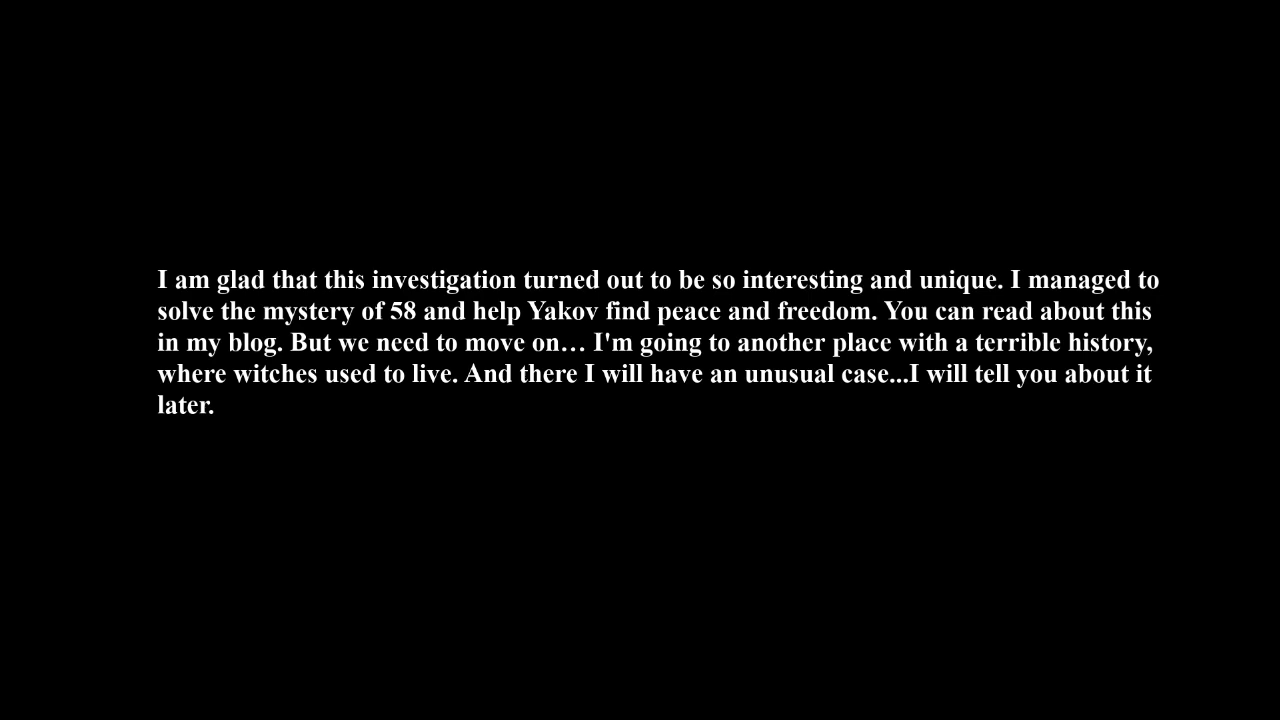 I am glad that this investigation turned out to be so interesting and unique. I managed to
solve the mystery of 58 and help Yakov find peace and freedom. You can read about this
in my blog. But we need to move on… I'm going to another place with a terrible history,
where witches used to live. And there I will have an unusual case...I will tell you about it
later.